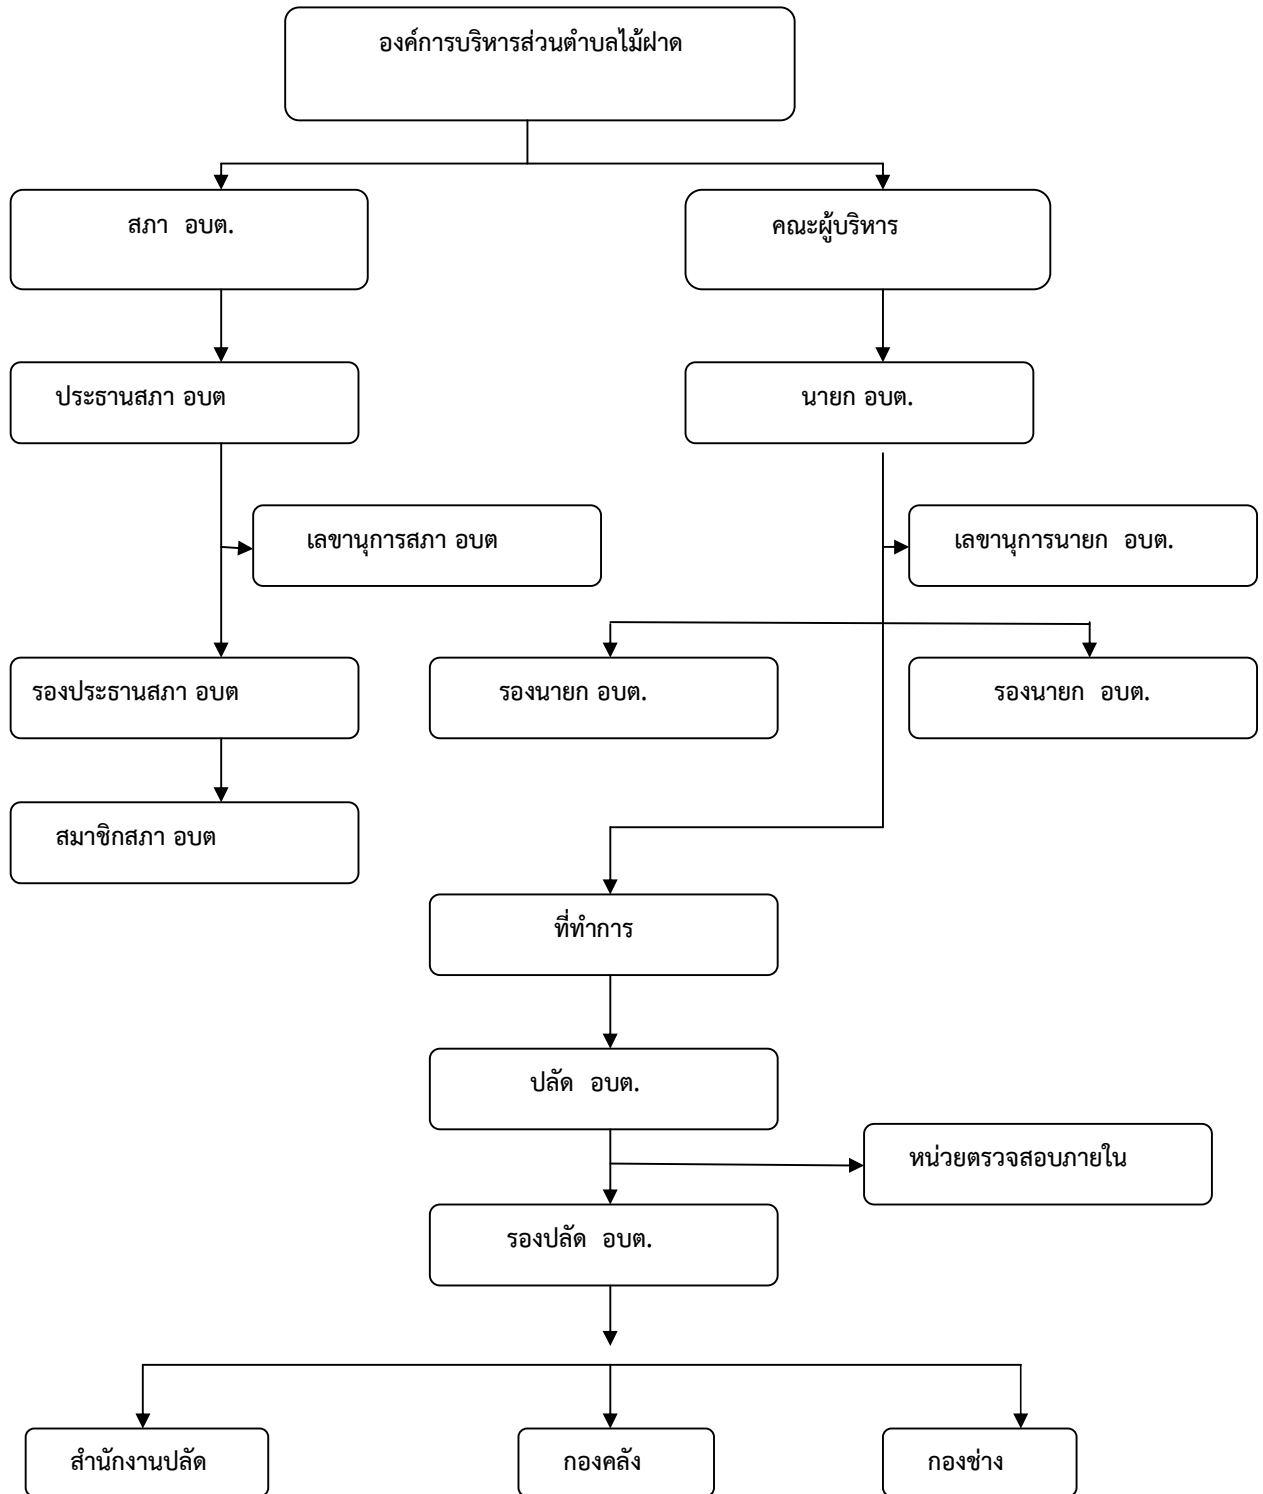 องค์การบริหารส่วนตำบลไม้ฝาด
สภา อบต.
คณะผู้บริหาร
ประธานสภา อบต
นายก อบต.
เลขานุการสภา อบต
เลขานุการนายก อบต.
รองประธานสภา อบต
รองนายก อบต.
รองนายก อบต.
สมาชิกสภา อบต
ที่ทำการ
ปลัด อบต.
หน่วยตรวจสอบภายใน
รองปลัด อบต.
สำนักงานปลัด
กองคลัง
กองช่าง